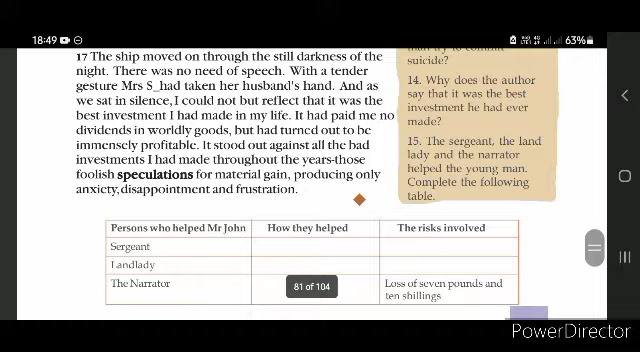 18:49
63%
17 The ship moved on through the still darkness of the
night. There was no need of speech. With a tender
gesture Mrs S_had taken her husband's hand. And as
we sat in silence, I could not but reflect that it was the
best investment I had made in my life. It had paid me no
dividends in worldly goods, but had turned out to be
immensely profitable. It stood out against all the bad
investments I had made throughout the years-those
foolish speculations for material gain, producing only
anxiety,disappointment and frustration.
than try to commit
suicide?
14. Why does the author
say that it was the best
investment he had ever
made?
15. The sergeant, the land
lady and the narrator
helped the young man.
Complete the following
table.
Persons who helped Mr John How they helped The risks involved
Sergeant
Landlady
The Narrator Loss of seven pounds and
ten shillings
81 of 104
PowerDirector